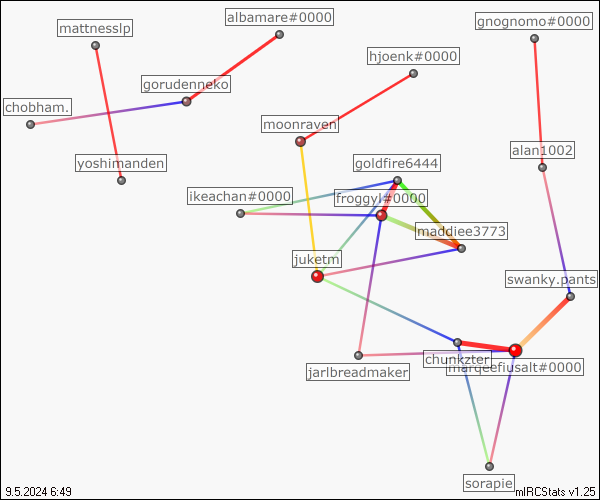 albamare#0000
gnognomo#0000
mattnesslp
hjoenk#0000
gorudenneko
chobham.
moonraven
alan1002
yoshimanden
goldfire6444
ikeachan#0000
froggyl#0000
maddiee3773
juketm
swanky.pants
chunkzter
marqeefiusalt#0000
jarlbreadmaker
sorapie
9.5.2024 6:49
mIRCStats v1.25